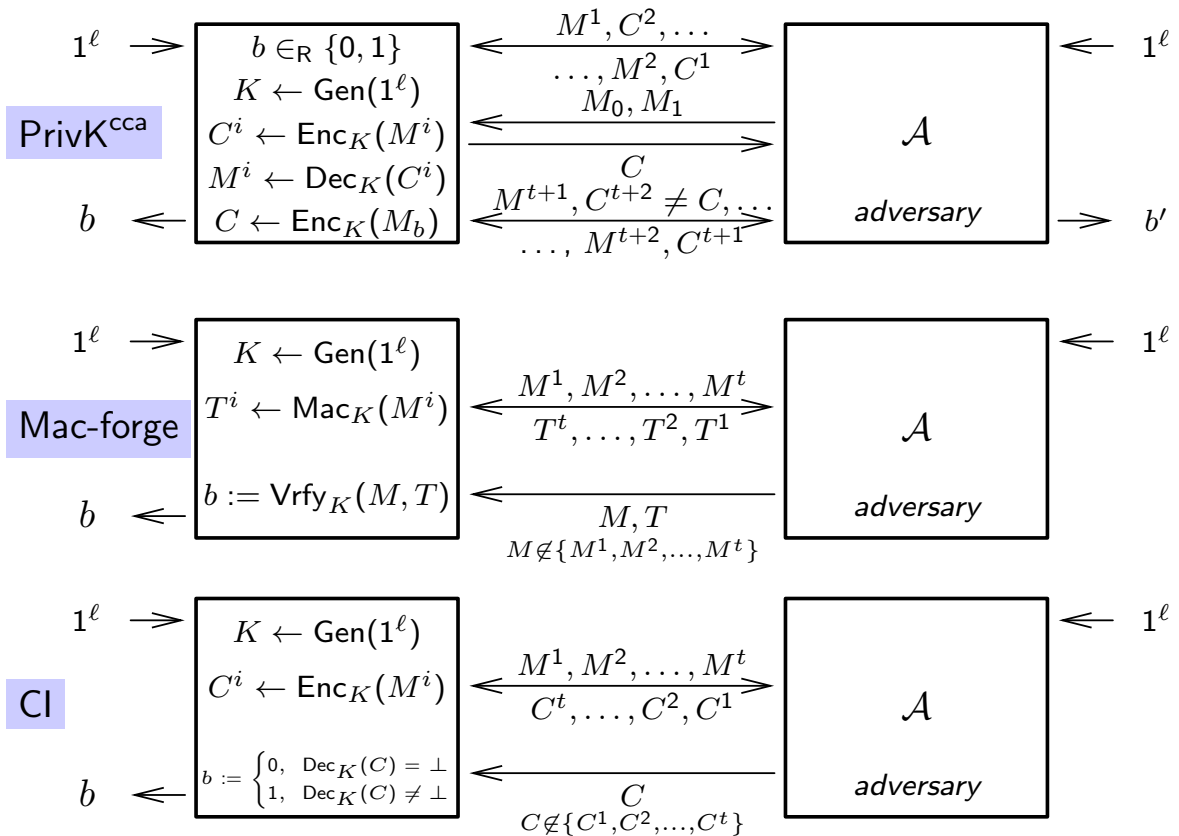 1^ℓ
b ∈_R {0, 1}
K ← Gen(1^ℓ)
C^i ← Enc_K(M^i)
M^i ← Dec_K(C^i)
C ← Enc_K(M_b)
PrivK^cca
b
M^1, C^2, . . .
. . . , M^2, C^1
M_0, M_1
C
M^{t+1}, C^{t+2} ≠ C, . . .
. . . , M^{t+2}, C^{t+1}
A
adversary
1^ℓ
b′
1^ℓ
K ← Gen(1^ℓ)
T^i ← Mac_K(M^i)
b := Vrfy_K(M, T)
Mac-forge
b
M^1, M^2, . . . , M^t
T^t, . . . , T^2, T^1
M, T
M∉{M^1,M^2,...,M^t}
A
adversary
1^ℓ
1^ℓ
K ← Gen(1^ℓ)
C^i ← Enc_K(M^i)
b := { 0, Dec_K(C) = ⊥
1, Dec_K(C) ≠ ⊥
CI
b
M^1, M^2, . . . , M^t
C^t, . . . , C^2, C^1
C
C∉{C^1,C^2,...,C^t}
A
adversary
1^ℓ